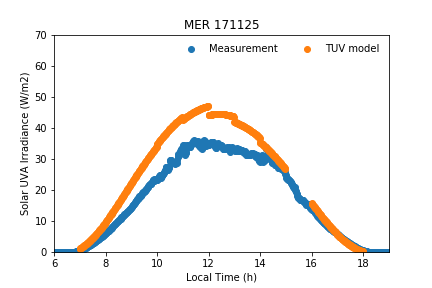 MER 171125
Measurement
TUV model
70
60
50
40
30
20
10
0
Solar UVA Irradiance (W/m2)
6 8 10 12 14 16 18
Local Time (h)